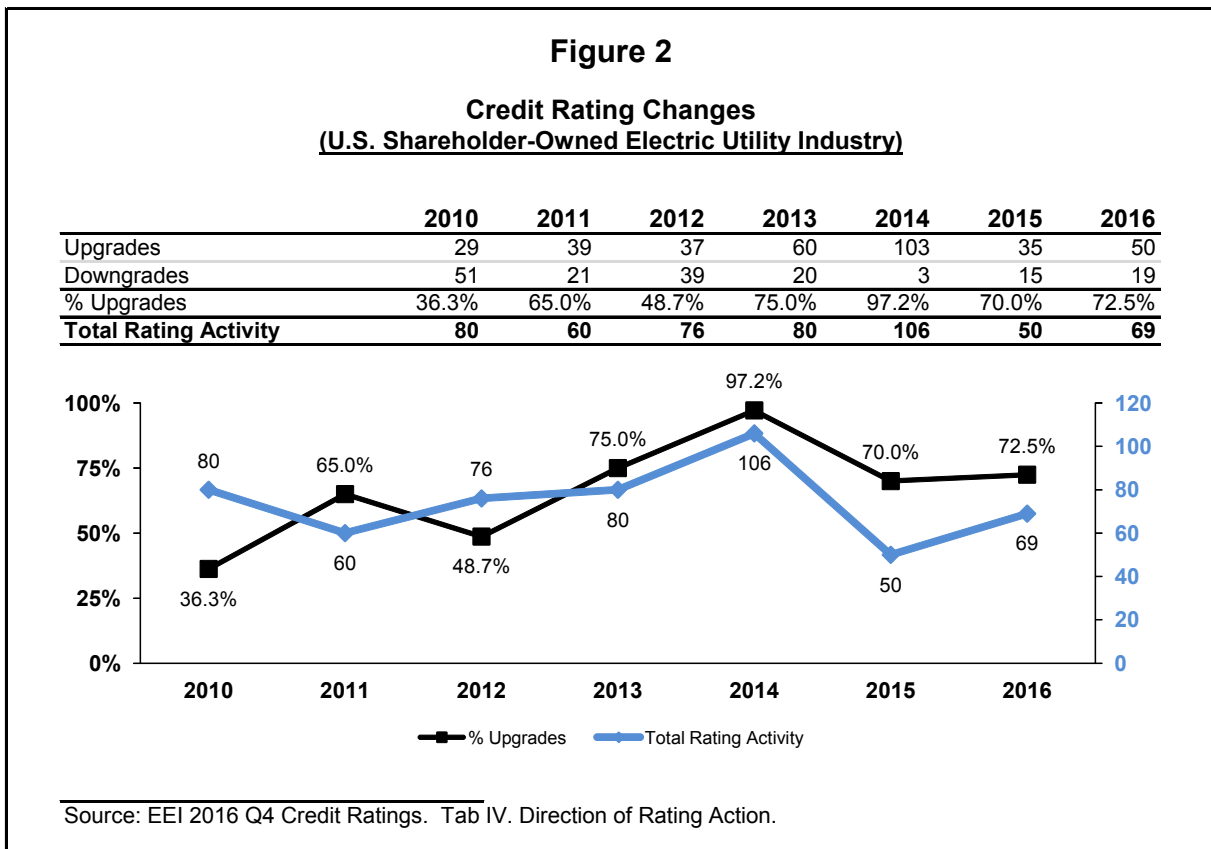 Figure 2
Credit Rating Changes
(U.S. Shareholder-Owned Electric Utility Industry)
2010 2011 2012 2013 2014 2015 2016
Upgrades 29 39 37 60 103 35 50
Downgrades 51 21 39 20 3 15 19
% Upgrades 36.3% 65.0% 48.7% 75.0% 97.2% 70.0% 72.5%
Total Rating Activity 80 60 76 80 106 50 69
97.2%
100% 120
75.0%
72.5%
80 65.0% 76 106 70.0% 100
75% 80
80
50% 60
60 48.7% 50 69
36.3% 40
25%
20
0% 0
2010 2011 2012 2013 2014 2015 2016
% Upgrades Total Rating Activity
Source: EEI 2016 Q4 Credit Ratings. Tab IV. Direction of Rating Action.